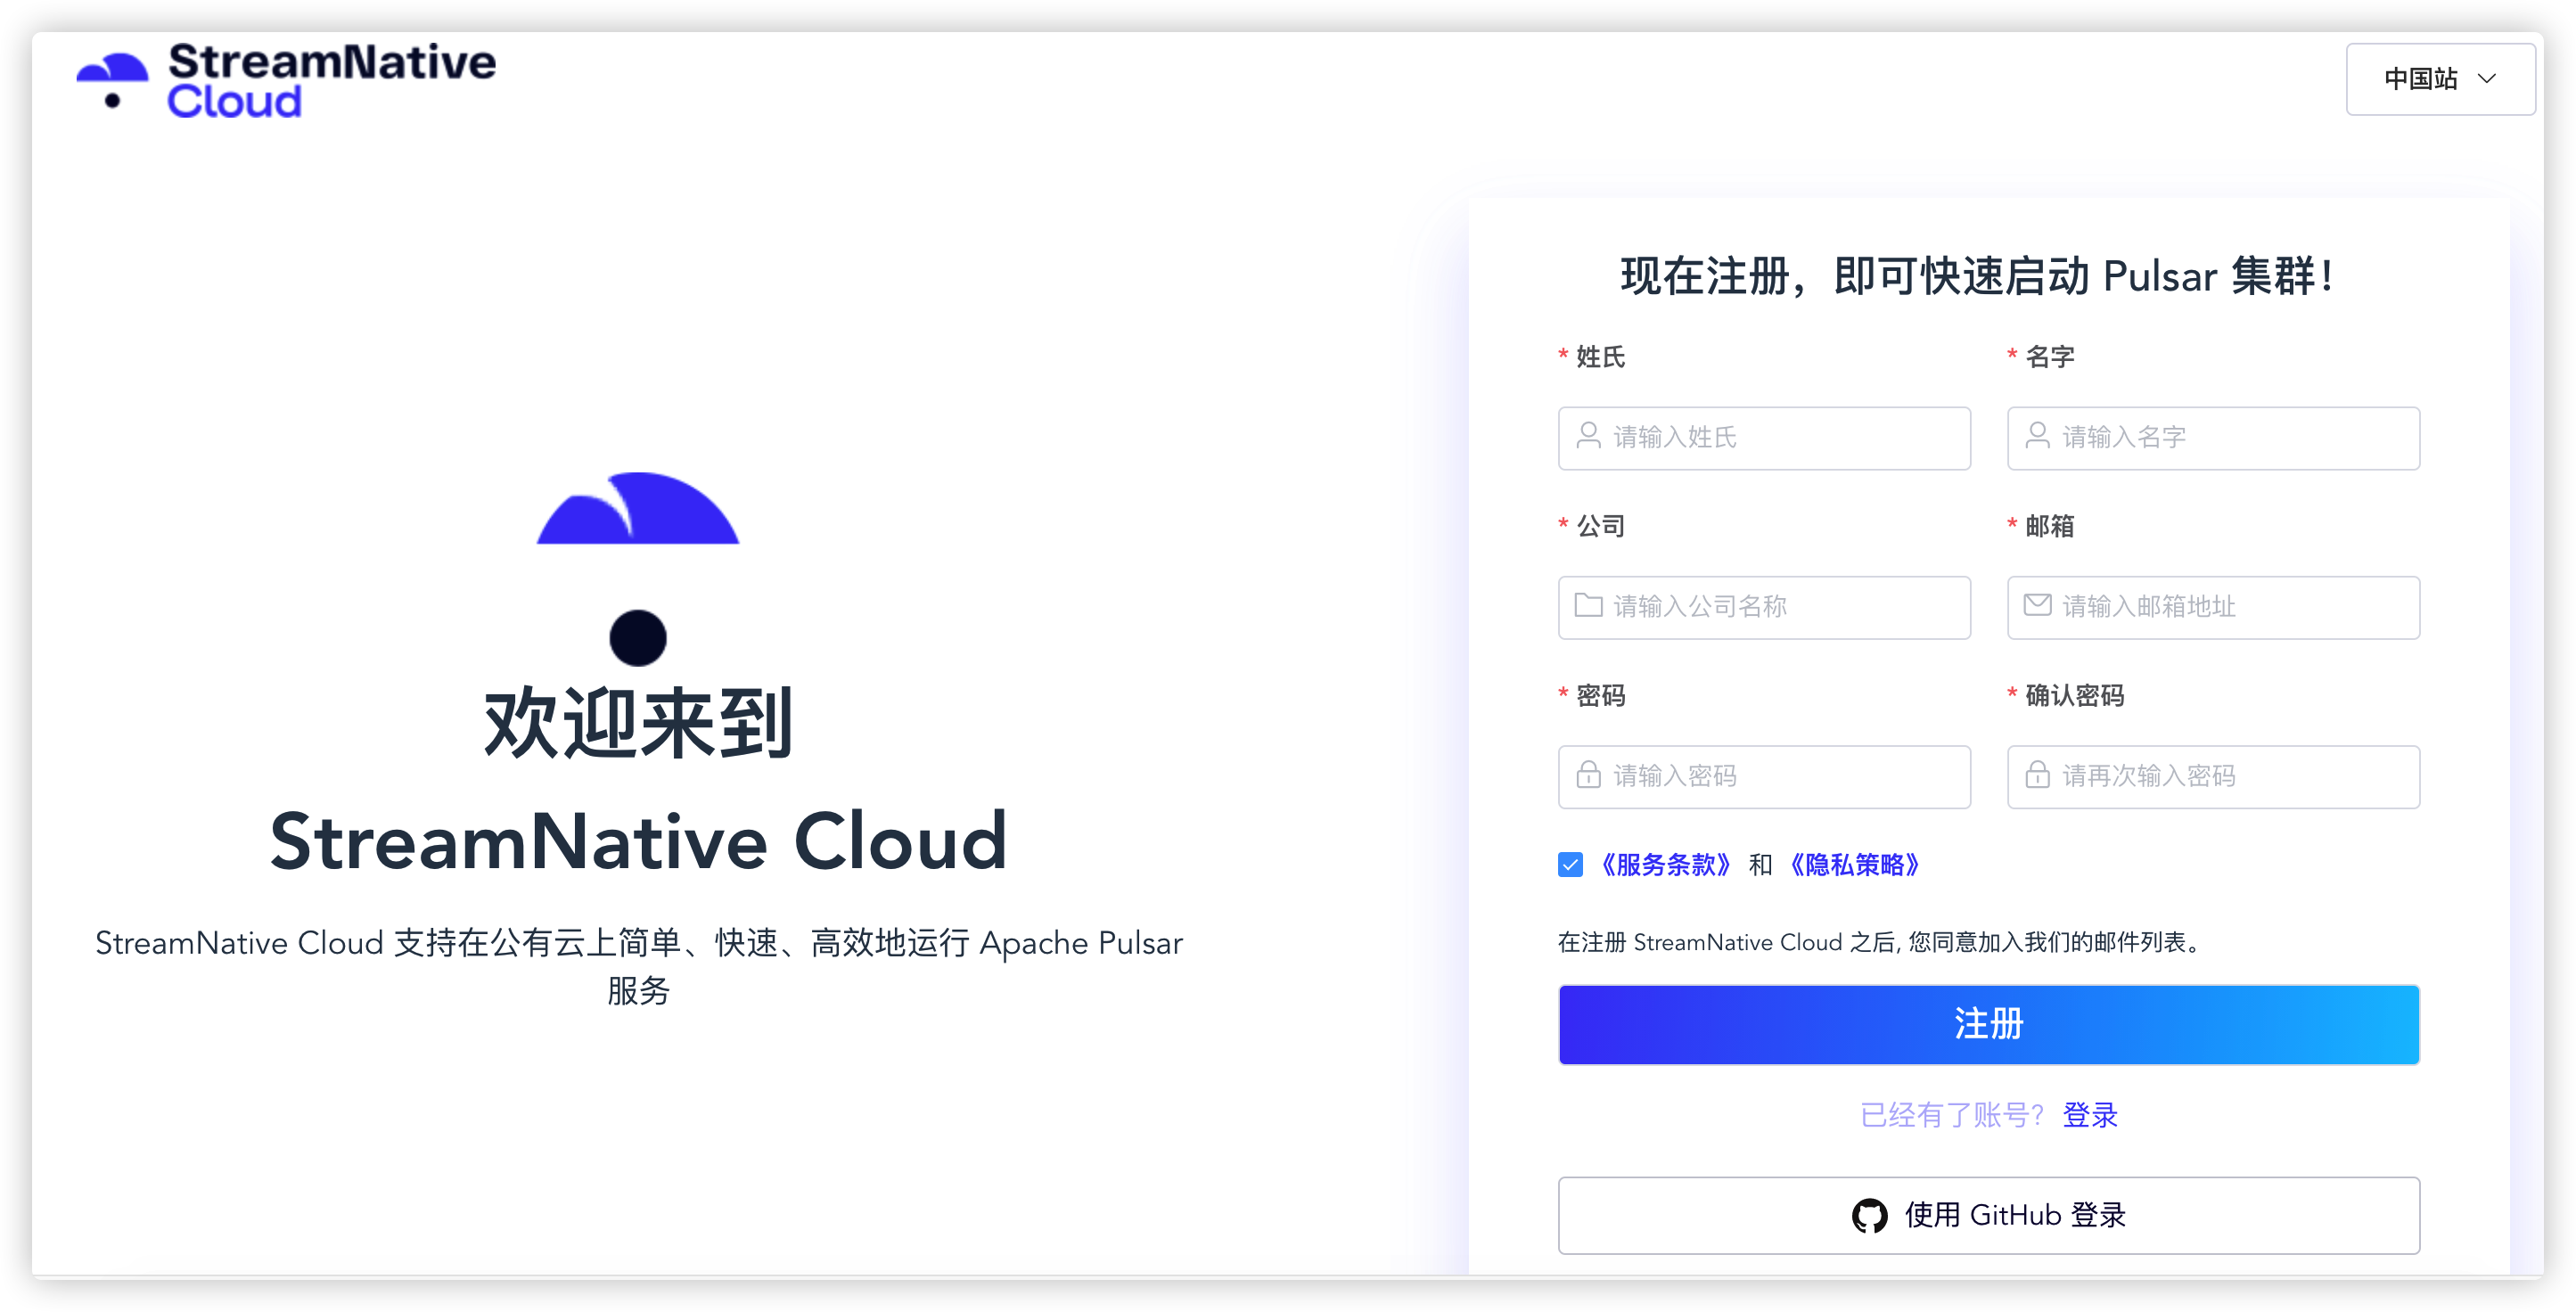 StreamNative
Cloud
中国站
欢迎来到
StreamNative Cloud
StreamNative Cloud 支持在公有云上简单、快速、高效地运行 Apache Pulsar
服务
现在注册，即可快速启动 Pulsar 集群！
* 姓氏
* 名字
请输入姓氏
请输入名字
* 公司
* 邮箱
请输入公司名称
请输入邮箱地址
* 密码
* 确认密码
请输入密码
请再次输入密码
《服务条款》 和 《隐私策略》
在注册 StreamNative Cloud 之后, 您同意加入我们的邮件列表。
注册
已经有了账号？ 登录
使用 GitHub 登录